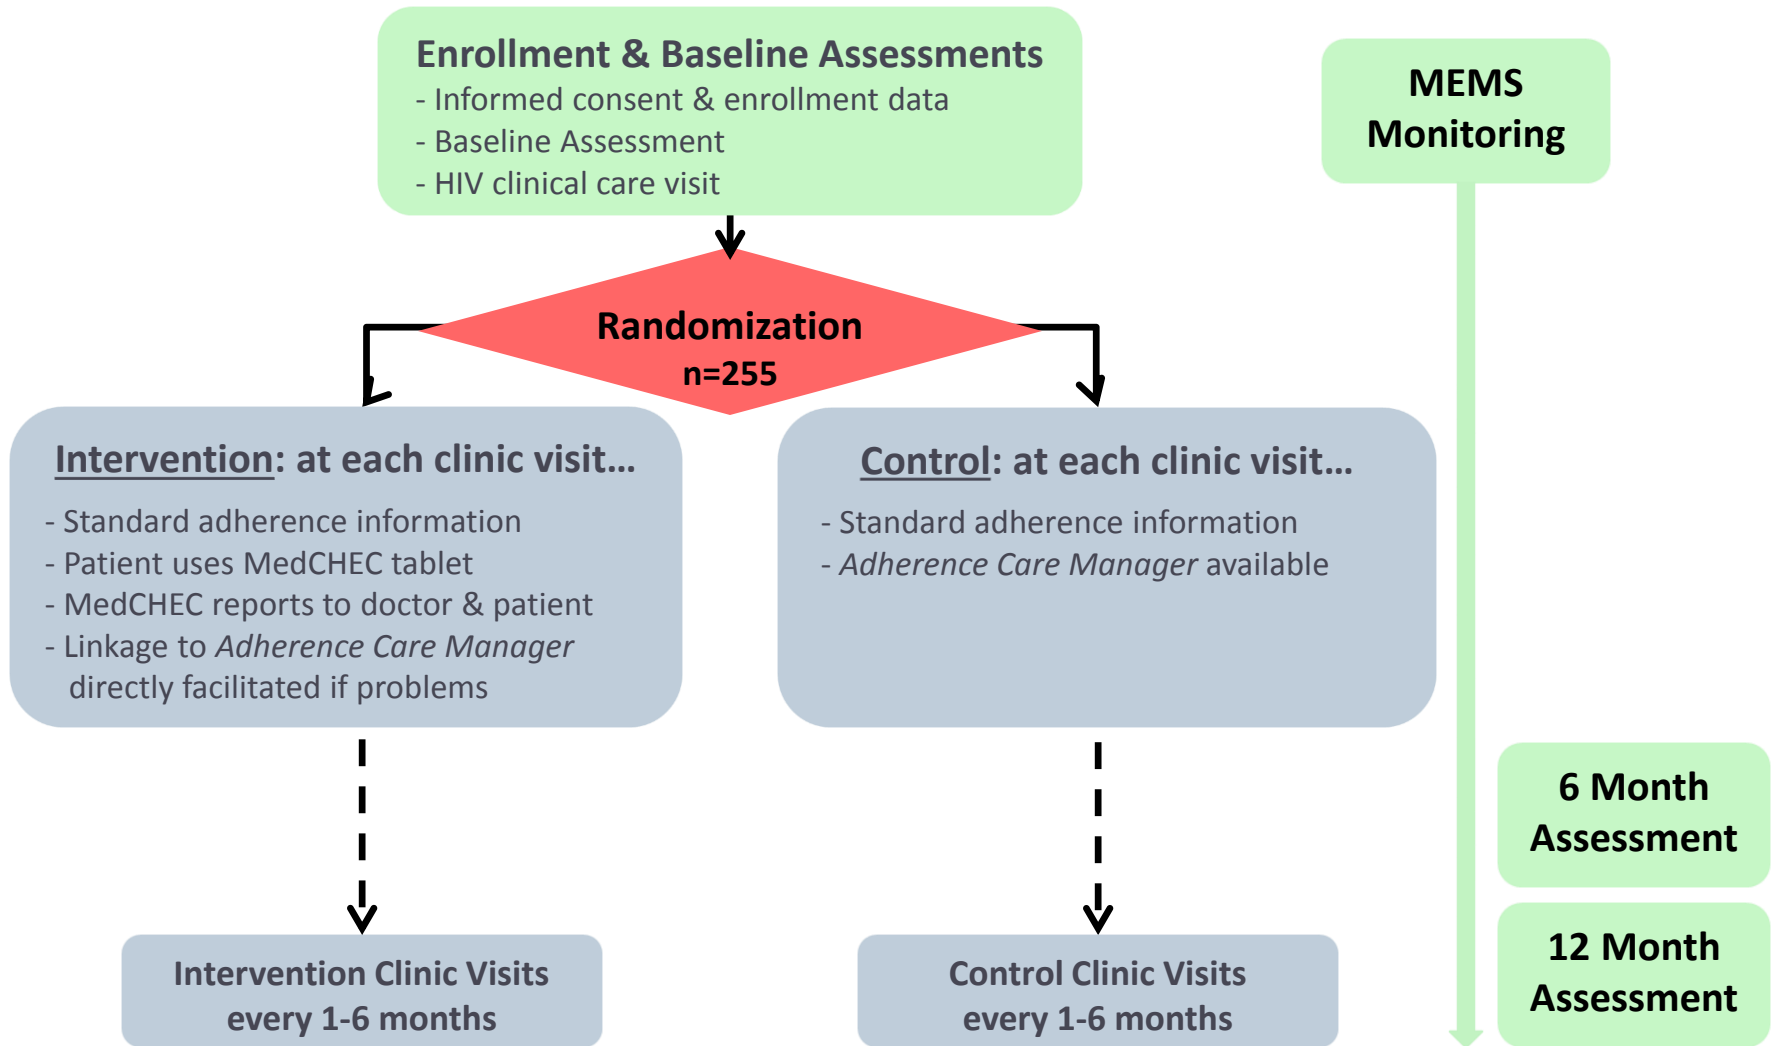 Enrollment & Baseline Assessments
- Informed consent & enrollment data
- Baseline Assessment
- HIV clinical care visit
MEMS
Monitoring
Randomization
n=255
Intervention: at each clinic visit...
- Standard adherence information
- Patient uses MedCHEC tablet
- MedCHEC reports to doctor & patient
- Linkage to Adherence Care Manager
directly facilitated if problems
Control: at each clinic visit...
- Standard adherence information
- Adherence Care Manager available
6 Month
Assessment
12 Month
Assessment
Intervention Clinic Visits
every 1-6 months
Control Clinic Visits
every 1-6 months